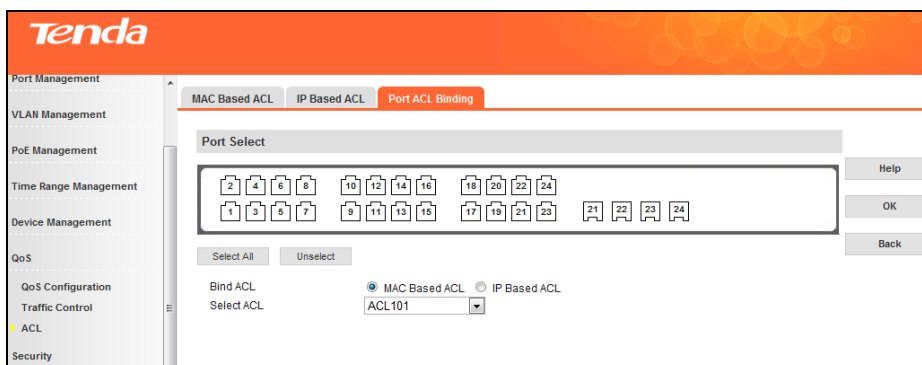 Tenda
Port Management
VLAN Management
PoE Management
Time Range Management
Device Management
QoS
QoS Configuration
Traffic Control
ACL
Security
MAC Based ACL IP Based ACL Port ACL Binding
Port Select
2 4 6 8 10 12 14 16 18 20 22 24
1 3 5 7 9 11 13 15 17 19 21 23 21 22 23 24
Select All Unselect
Bind ACL MAC Based ACL IP Based ACL
Select ACL ACL101
Help
OK
Back